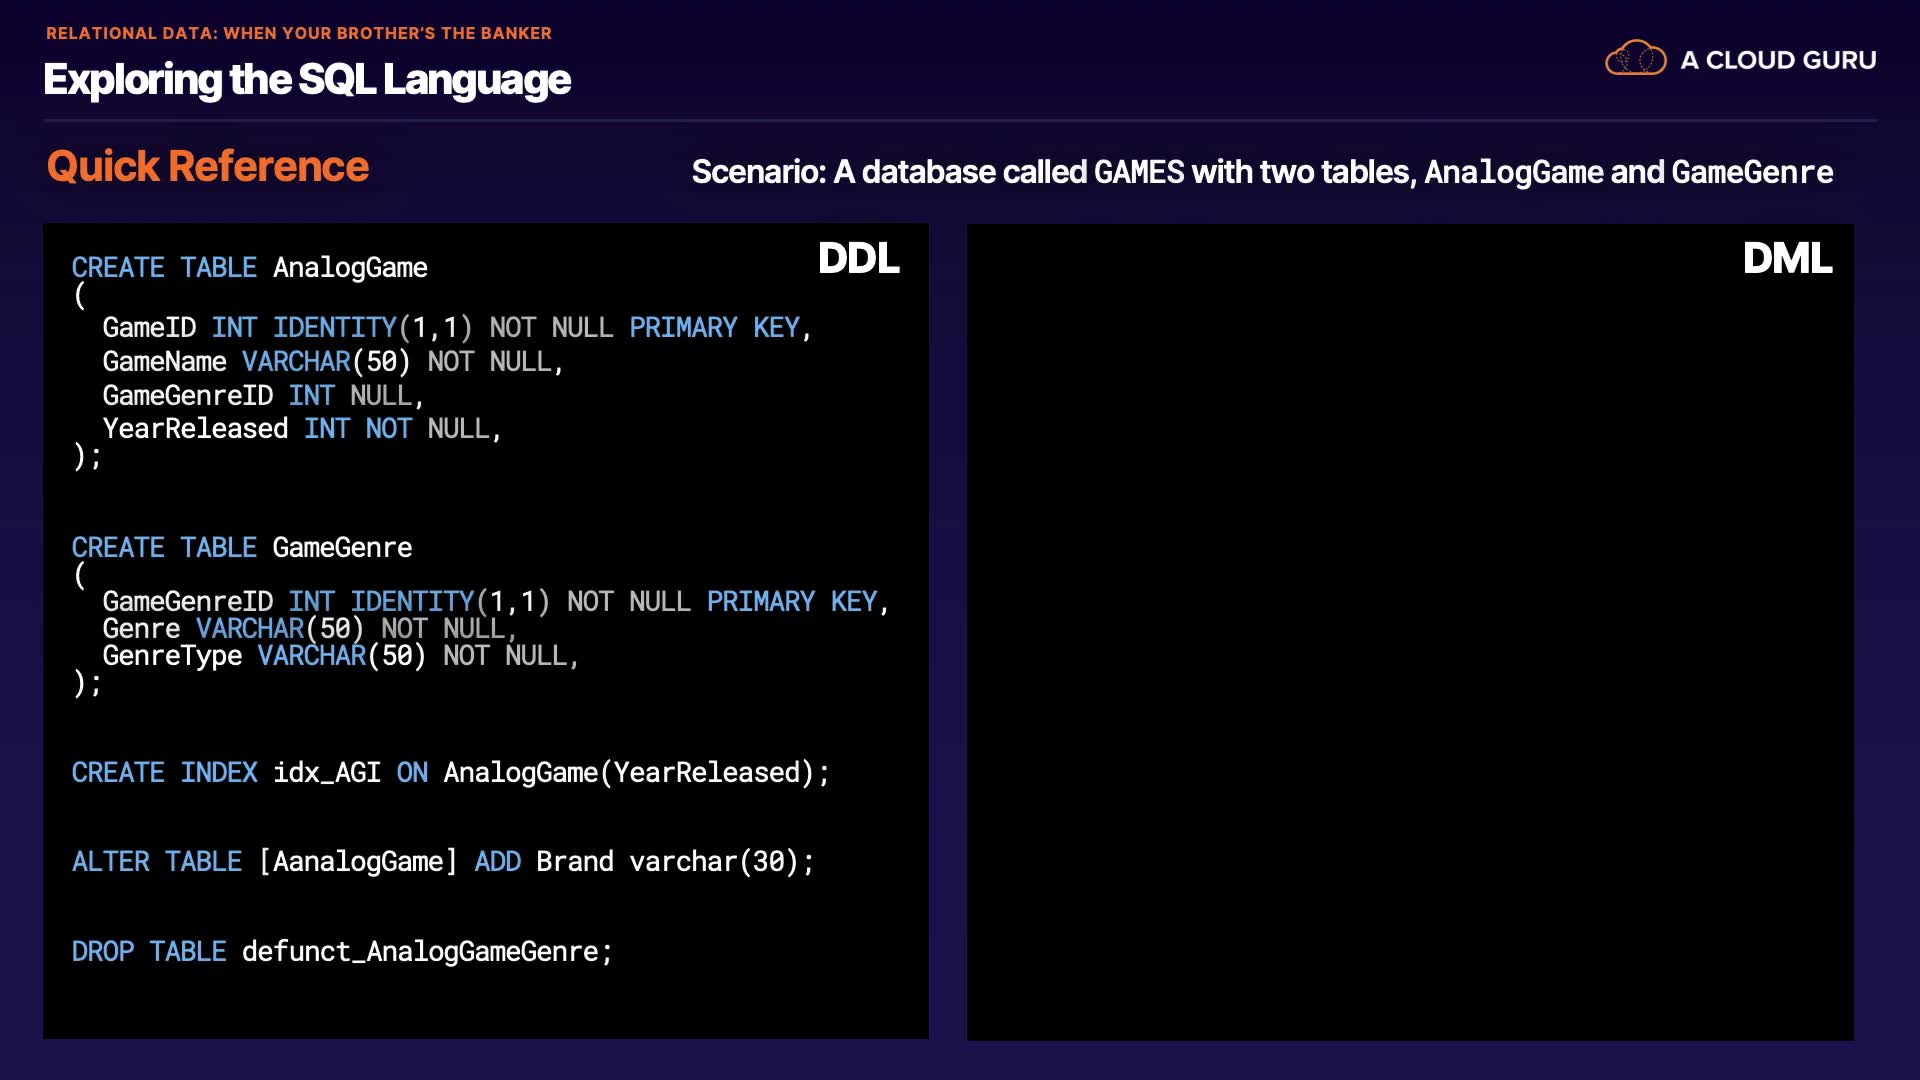 RELATIONAL DATA: WHEN YOUR BROTHER'S THE BANKER
Exploring the SQL Language
A CLOUD GURU
Quick Reference
Scenario: A database called GAMES with two tables, AnalogGame and GameGenre
DDL
CREATE TABLE AnalogGame
(
GameID INT IDENTITY(1,1) NOT NULL PRIMARY KEY,
GameName VARCHAR(50) NOT NULL,
GameGenreID INT NULL,
YearReleased INT NOT NULL,
);
CREATE TABLE GameGenre
(
GameGenreID INT IDENTITY(1,1) NOT NULL PRIMARY KEY,
Genre VARCHAR(50) NOT NULL,
GenreType VARCHAR(50) NOT NULL,
);
CREATE INDEX idx_AGI ON AnalogGame(YearReleased);
ALTER TABLE [AanalogGame] ADD Brand varchar(30);
DROP TABLE defunct_AnalogGameGenre;
DML